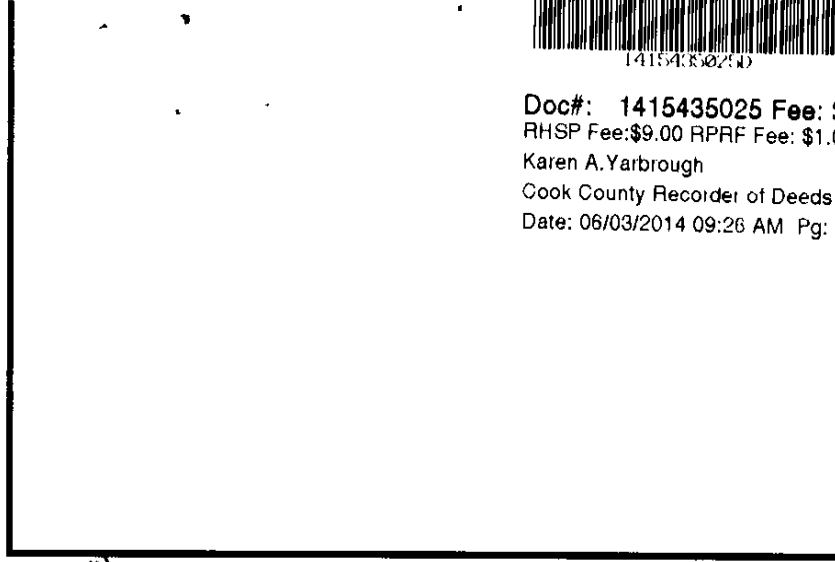 1415435025D
Doc#: 1415435025 Fee:
RHSP Fee:$9.00 RPRF Fee: $1.
Karen A.Yarbrough
Cook County Recorder of Deeds
Date: 06/03/2014 09:26 AM Pg: